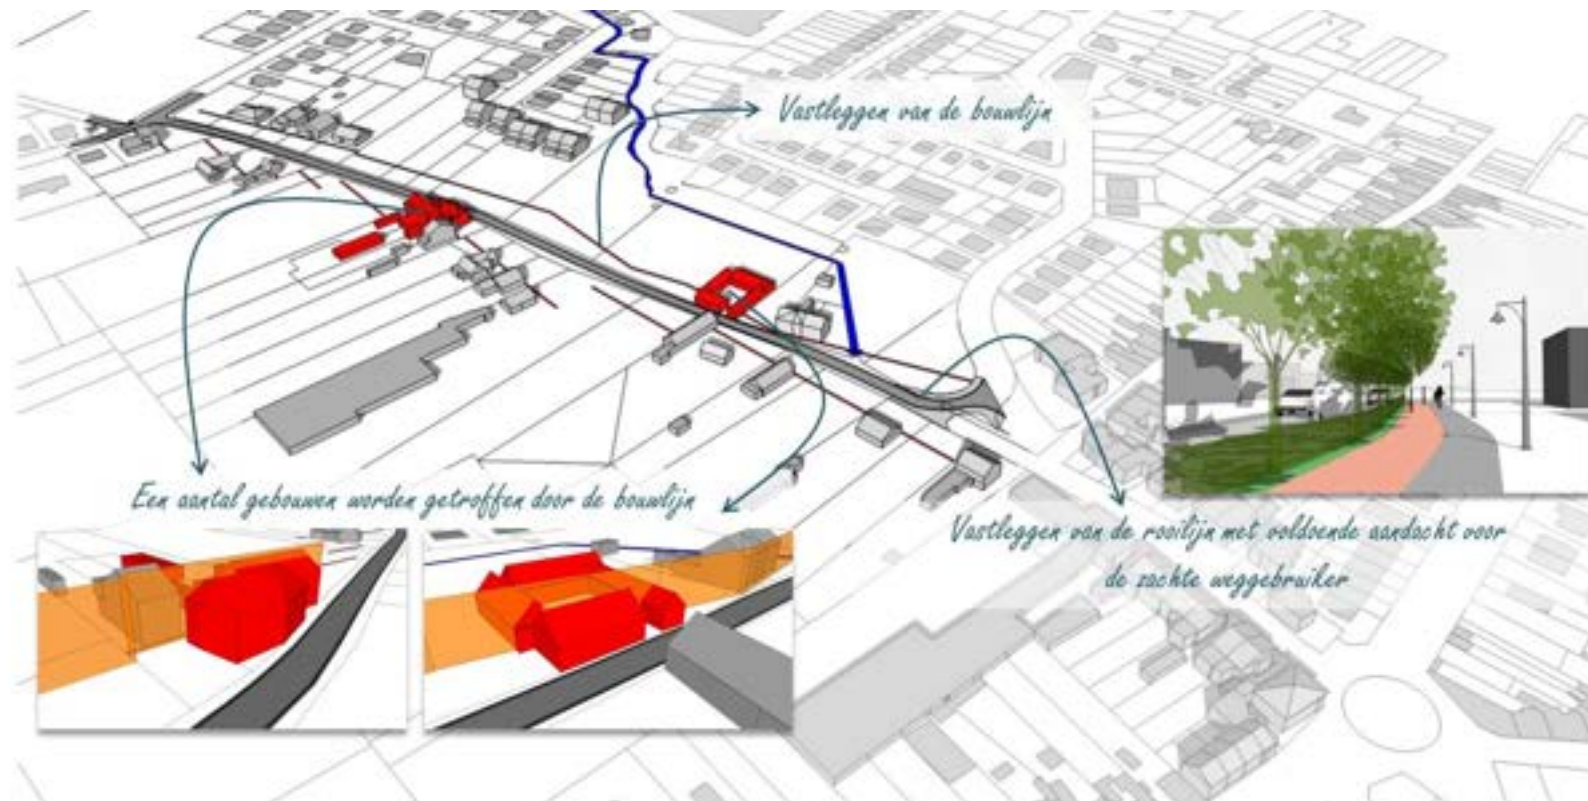 Vastleggen van de bouwlijn
Een aantal gebouwen worden getroffen door de bouwlijn
Vastleggen van de rooilijn met voldoende aandacht voor
de zachte weggebruiker